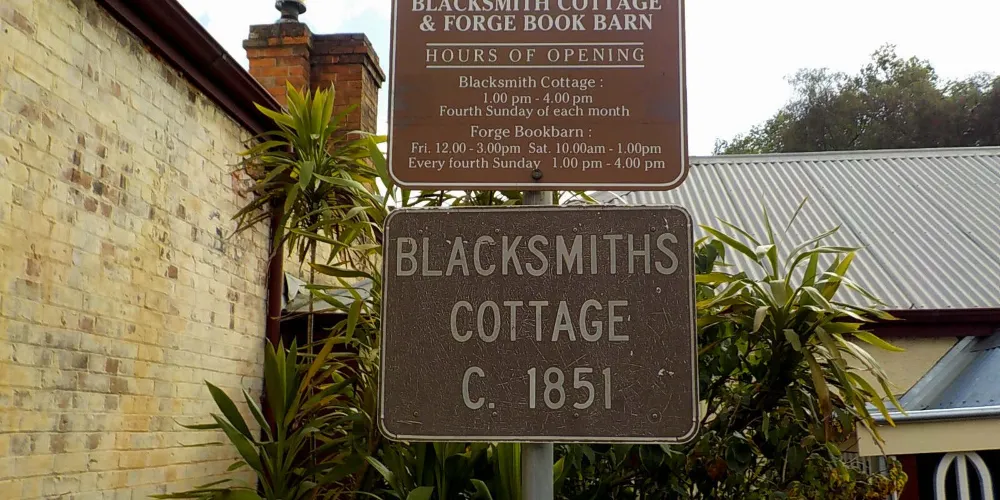 BLACKSMITH COTTAGE
& FORGE BOOK BARN
HOURS OF OPENING
Blacksmith Cottage :
1.00 pm - 4.00 pm
Fourth Sunday of each month
Forge Bookbarn :
Fri. 12.00 - 3.00pm Sat. 10.00am - 1.00pm
Every fourth Sunday 1.00 pm - 4.00 pm
BLACKSMITHS
COTTAGE
C. 1851